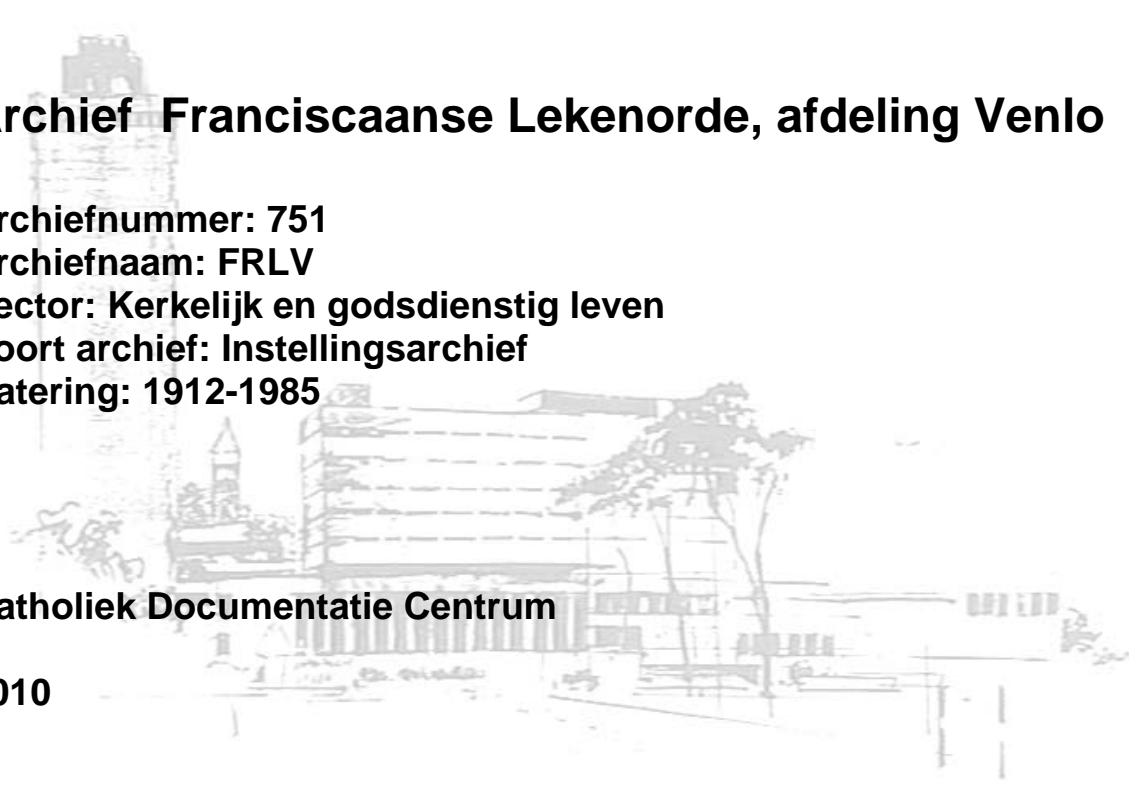 rchief Franciscaanse Lekenorde, afdeling Venlo
rchiefnummer: 751
rchiefnaam: FRLV
ector: Kerkelijk en godsdienstig leven
oort archief: Instellingsarchief
atering: 1912-1985
atholiek Documentatie Centrum
010